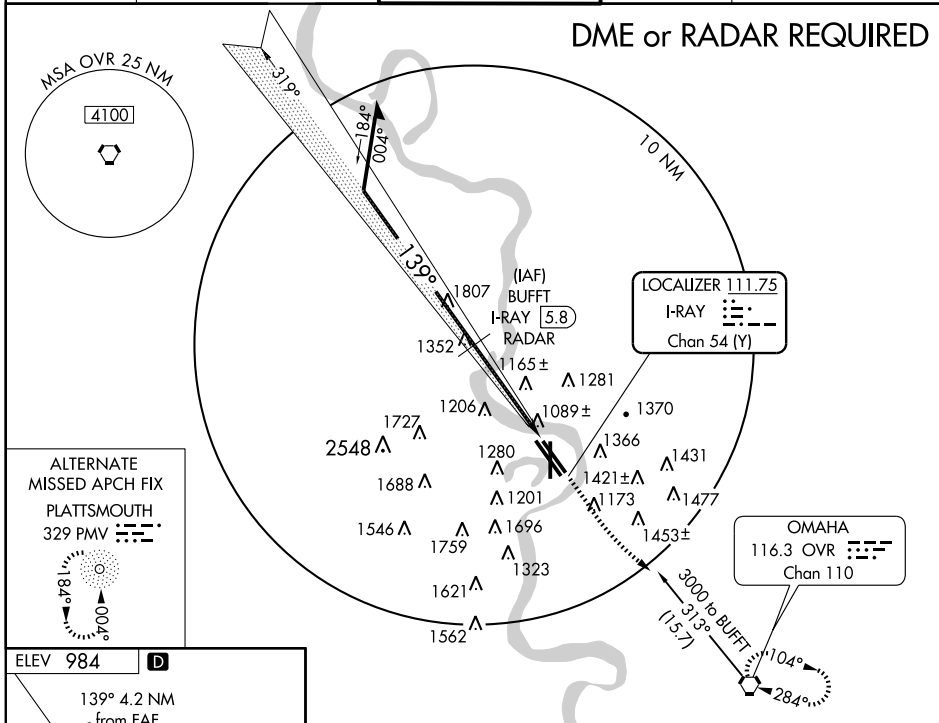 DME or RADAR REQUIRED
MSA OVR 25 NM
4100
319°
184°
004°
10 NM
139°
1807
(IAF)
BUFFT
I-RAY 5.8
RADAR
1352
LOCALIZER 111.75
I-RAY
Chan 54 (Y)
1165±
1281
1206
1089±
1370
1727
2548
1366
1280
1431
1421±
1688
1201
1173
1477
1546
1759
1696
1453±
1323
1621
1562
ALTERNATE
MISSED APCH FIX
PLATTSMOUTH
329 PMV
184°
004°
OMAHA
116.3 OVR
Chan 110
3000 to BUFFT
313°
(15.7)
104°
284°
ELEV 984 D
139° 4.2 NM
from FAF